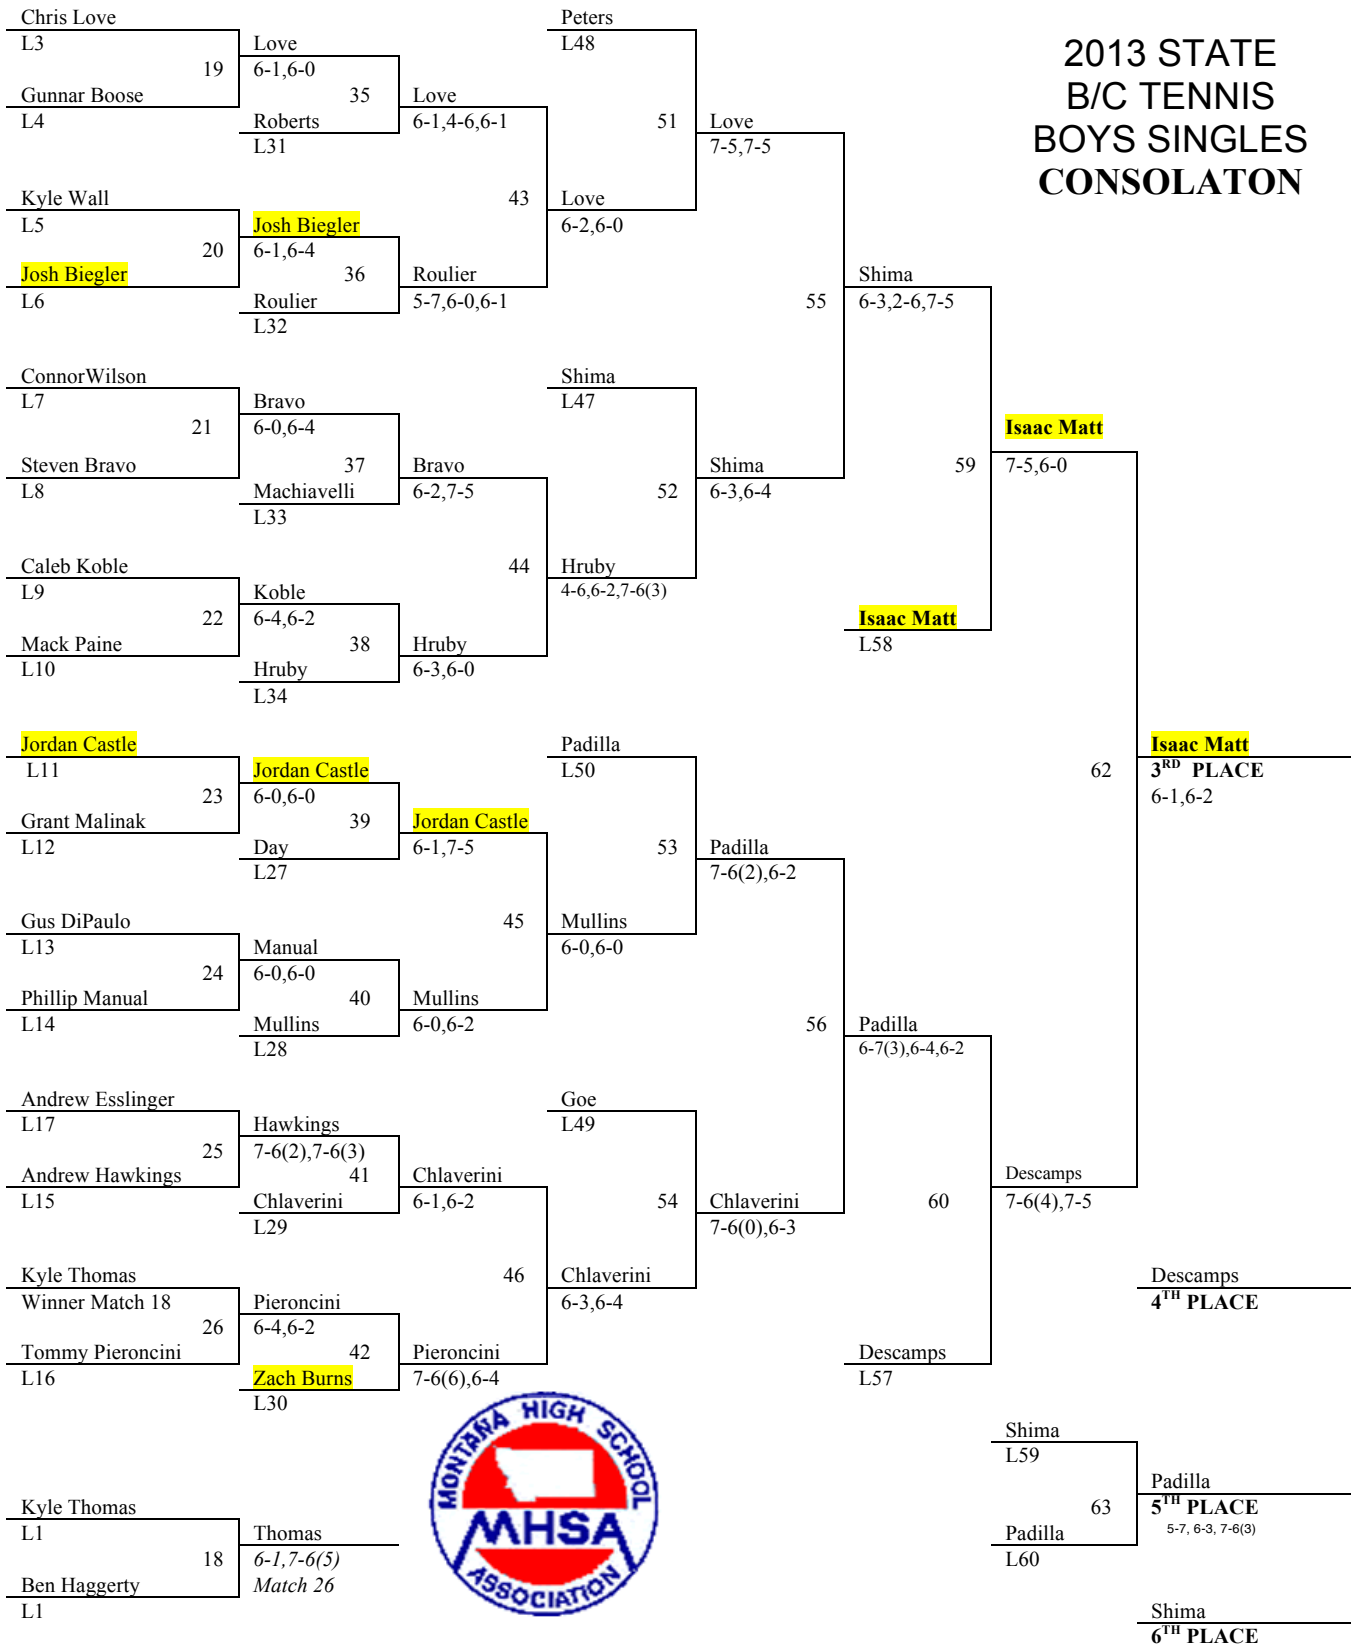 2013 STATE
B/C TENNIS
BOYS SINGLES
CONSOLATON
Chris Love
L3
19
Gunnar Boose
L4
Love
6-1,6-0
35
Roberts
L31
Love
6-1,4-6,6-1
Kyle Wall
L5
20
Josh Biegler
L6
Josh Biegler
6-1,6-4
36
Roulier
L32
Roulier
5-7,6-0,6-1
43
Love
6-2,6-0
Peters
L48
51
Love
7-5,7-5
ConnorWilson
L7
21
Steven Bravo
L8
Bravo
6-0,6-4
37
Machiavelli
L33
Bravo
6-2,7-5
Caleb Koble
L9
22
Mack Paine
L10
Koble
6-4,6-2
38
Hruby
L34
Hruby
6-3,6-0
44
Hruby
4-6,6-2,7-6(3)
Shima
L47
52
Shima
6-3,6-4
55
Shima
6-3,2-6,7-5
59
Isaac Matt
L58
Isaac Matt
7-5,6-0
Jordan Castle
L11
23
Grant Malinak
L12
Jordan Castle
6-0,6-0
39
Day
L27
Jordan Castle
6-1,7-5
Gus DiPaulo
L13
24
Phillip Manual
L14
Manual
6-0,6-0
40
Mullins
L28
Mullins
6-0,6-2
45
Mullins
6-0,6-0
Padilla
L50
53
Padilla
7-6(2),6-2
Andrew Esslinger
L17
25
Andrew Hawkings
L15
Hawkings
7-6(2),7-6(3)
41
Chlaverini
L29
Chlaverini
6-1,6-2
Kyle Thomas
Winner Match 18
26
Tommy Pieroncini
L16
Pieroncini
6-4,6-2
42
Zach Burns
L30
Pieroncini
7-6(6),6-4
46
Chlaverini
6-3,6-4
Goe
L49
54
Chlaverini
7-6(0),6-3
56
Padilla
6-7(3),6-4,6-2
60
Descamps
L57
Descamps
7-6(4),7-5
62
Isaac Matt
3RD PLACE
6-1,6-2
Descamps
4TH PLACE
Kyle Thomas
L1
18
Ben Haggerty
L1
Thomas
6-1,7-6(5)
Match 26
MONTANA HIGH SCHOOL
MHSA
ASSOCIATION
Shima
L59
63
Padilla
L60
Padilla
5TH PLACE
5-7, 6-3, 7-6(3)
Shima
6TH PLACE